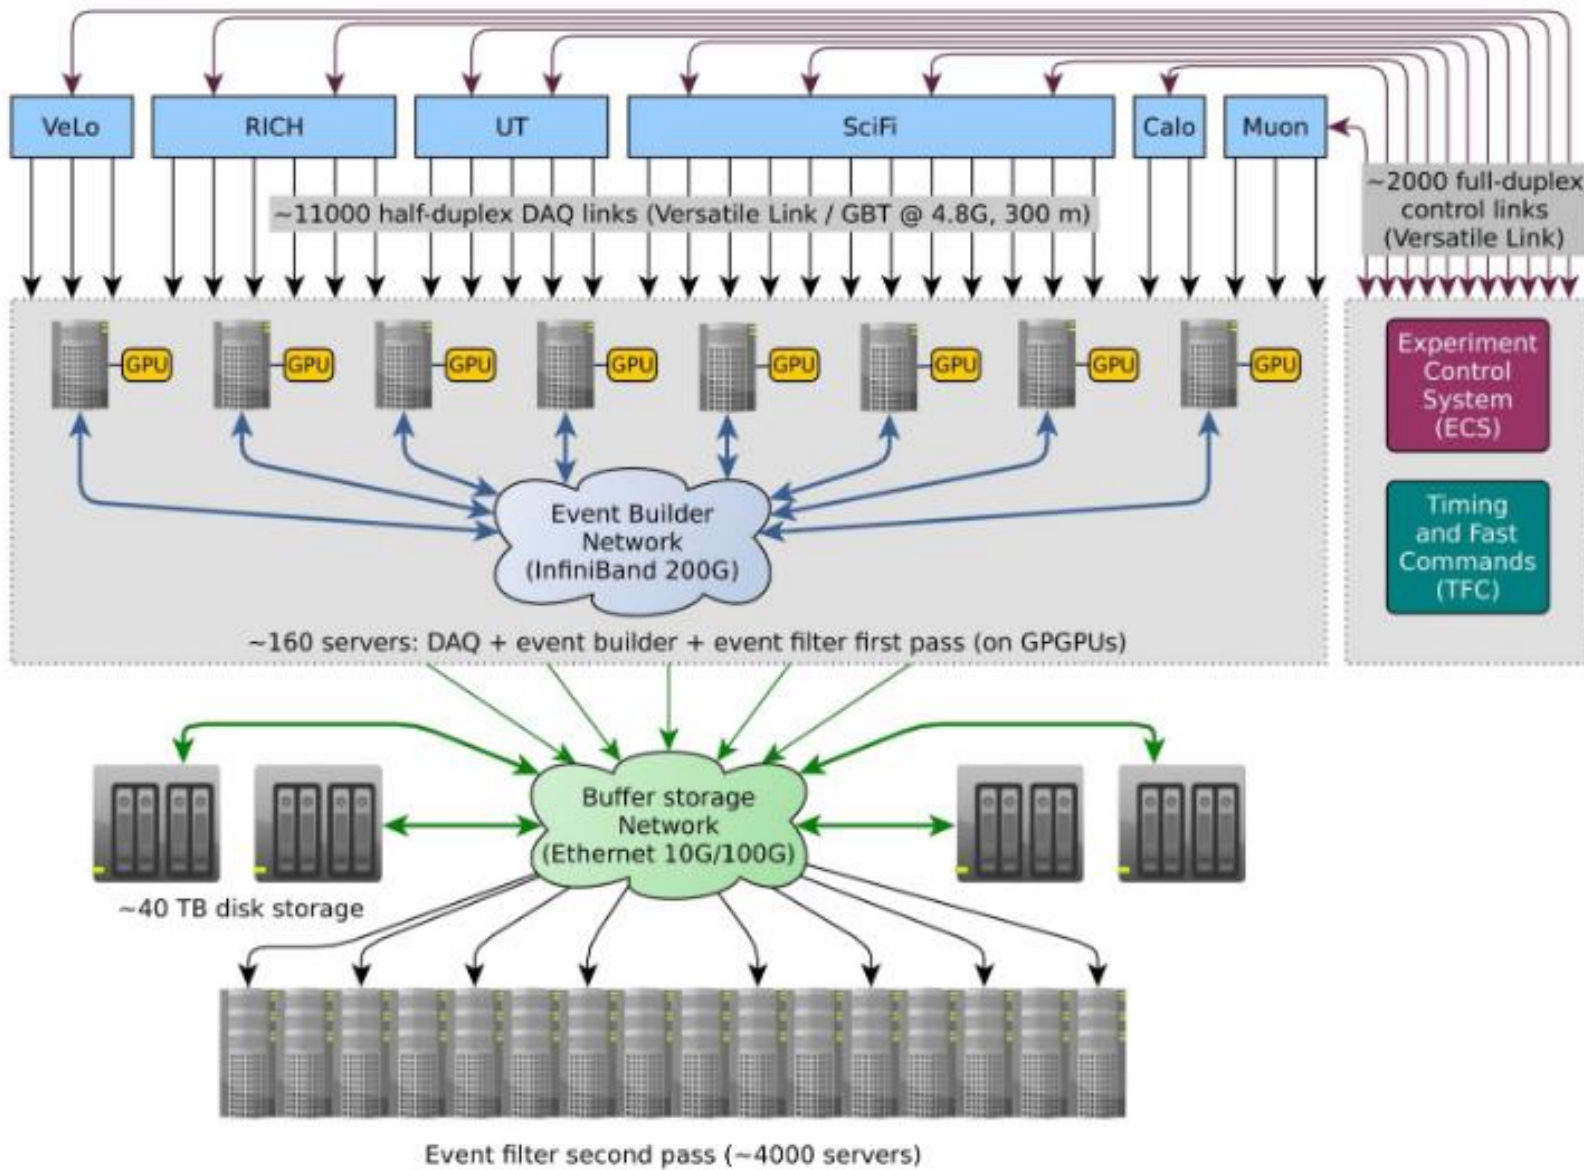 VeLo
RICH
UT
SciFi
Calo
Muon
~11000 half-duplex DAQ links (Versatile Link / GBT @ 4.8G, 300 m)
~2000 full-duplex
control links
(Versatile Link)
GPU
GPU
GPU
GPU
GPU
GPU
GPU
GPU
Experiment
Control
System
(ECS)
Timing
and Fast
Commands
(TFC)
Event Builder
Network
(InfiniBand 200G)
~160 servers: DAQ + event builder + event filter first pass (on GPGPUs)
Buffer storage
Network
(Ethernet 10G/100G)
~40 TB disk storage
Event filter second pass (~4000 servers)